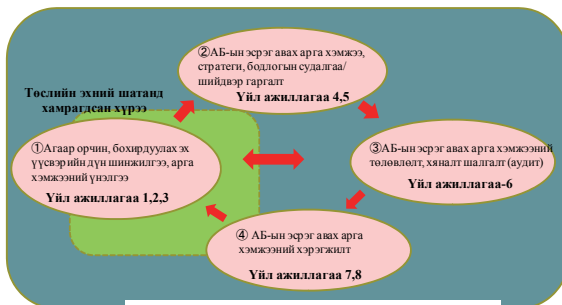 ②АБ-ын эсрэг авах арга хэмжээ,
стратеги, бодлогын судалгаа/
шийдвэр гаргалт
Үйл ажиллагаа 4,5
Төслийн эхний шатанд
хамрагдсан хүрээ
①Агаар орчин, бохирдуулах эх
үүсвэрийн дүн шинжилгээ, арга
хэмжээний үнэлгээ
Үйл ажиллагаа 1,2,3
③АБ-ын эсрэг авах арга хэмжээний
төлөвлөлт, хяналт шалгалт (аудит)
Үйл ажиллагаа-6
④ АБ-ын эсрэг авах арга
хэмжээний хэрэгжилт
Үйл ажиллагаа 7,8